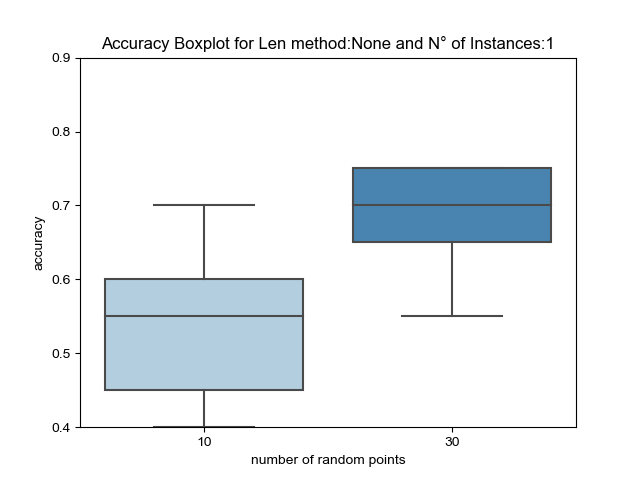 Accuracy Boxplot for Len method:None and N° of Instances:1
0.9
0.8
0.7
0.6
0.5
0.4
accuracy
10 30
number of random points